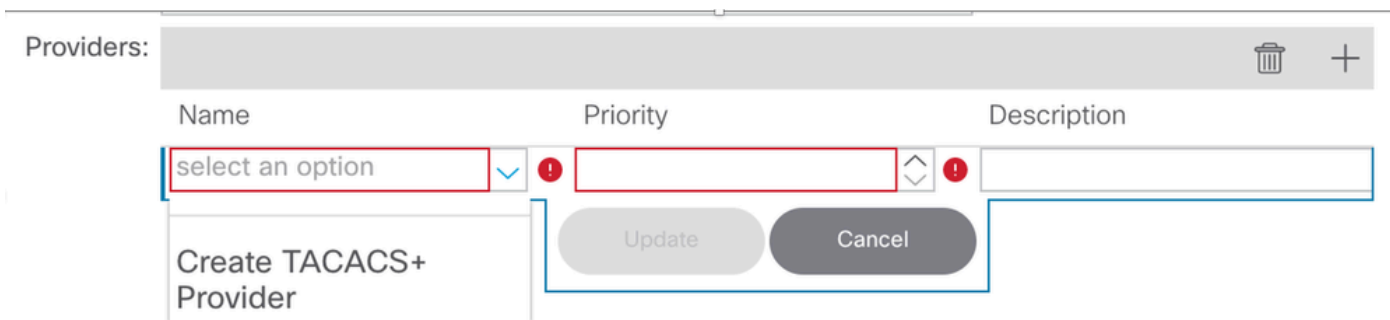 Providers:
Name Priority Description
select an option
Update Cancel
Create TACACS+
Provider